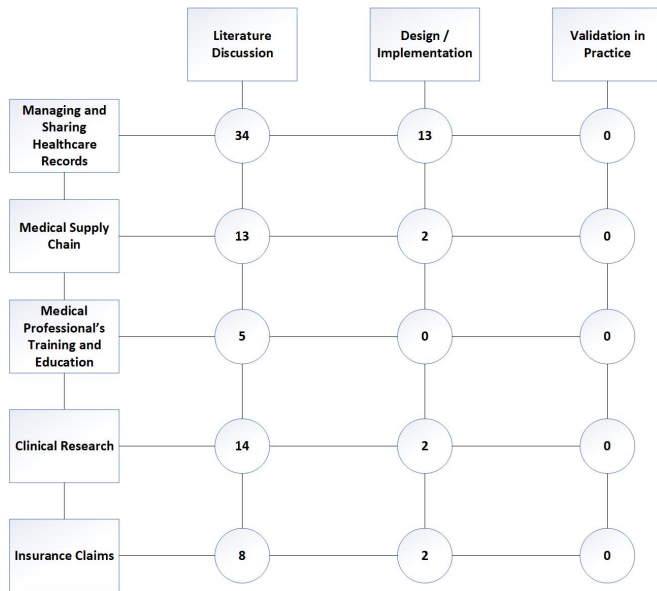 Literature
Discussion
Design /
Implementation
Validation in
Practice
Managing and
Sharing
Healthcare
Records
34
13
0
Medical Supply
Chain
13
2
0
Medical
Professional's
Training and
Education
5
0
0
Clinical Research
14
2
0
Insurance Claims
8
2
0